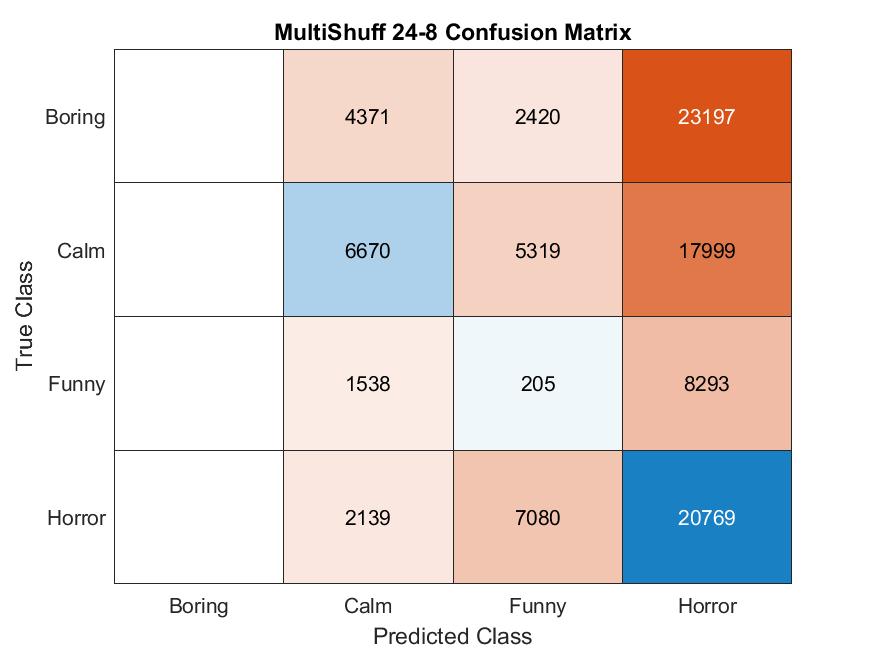 MultiShuff 24-8 Confusion Matrix
Boring 4371 2420 23197
Calm 6670 5319 17999
Funny 1538 205 8293
Horror 2139 7080 20769
True Class
Boring Calm Funny Horror
Predicted Class